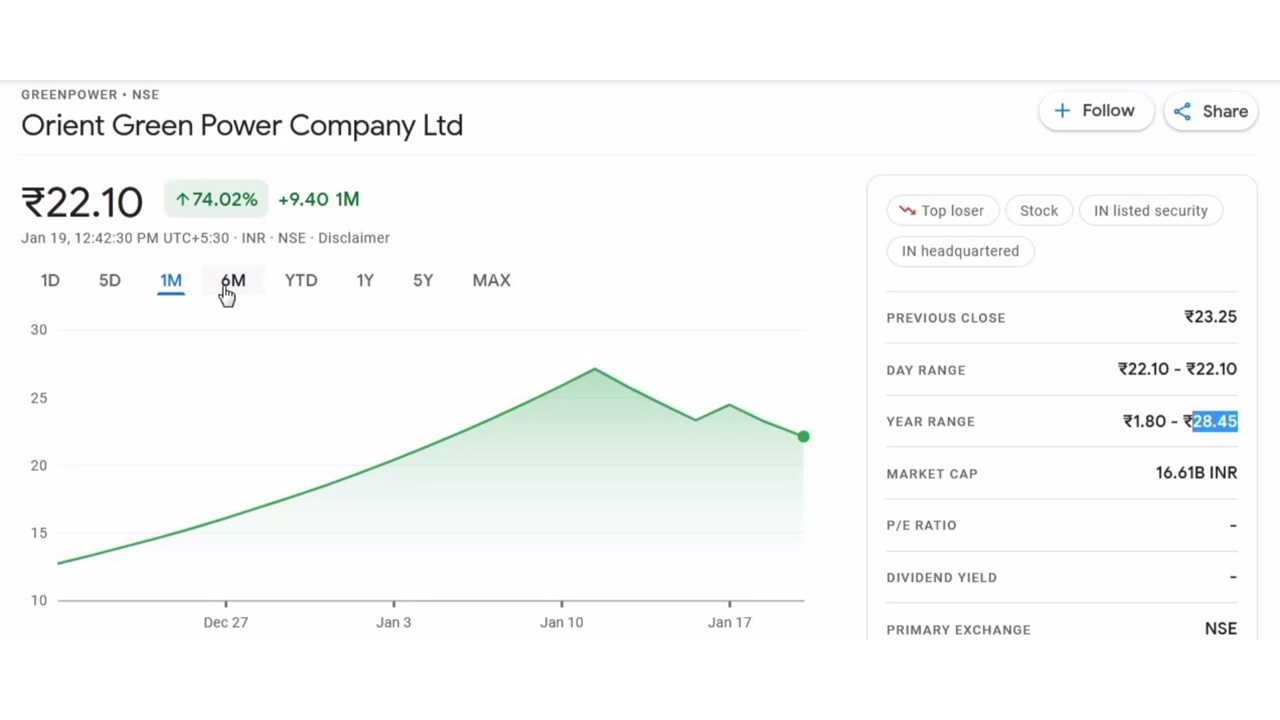 GREENPOWER • NSE
Orient Green Power Company Ltd
+ Follow
Share
₹22.10 ↑74.02% +9.40 1M
Jan 19, 12:42:30 PM UTC+5:30 · INR · NSE · Disclaimer
1D 5D 1M 6M YTD 1Y 5Y MAX
30
25
20
15
10
Dec 27 Jan 3 Jan 10 Jan 17
Top loser Stock IN listed security
IN headquartered
PREVIOUS CLOSE ₹23.25
DAY RANGE ₹22.10 - ₹22.10
YEAR RANGE ₹1.80 - ₹28.45
MARKET CAP 16.61B INR
P/E RATIO -
DIVIDEND YIELD -
PRIMARY EXCHANGE NSE